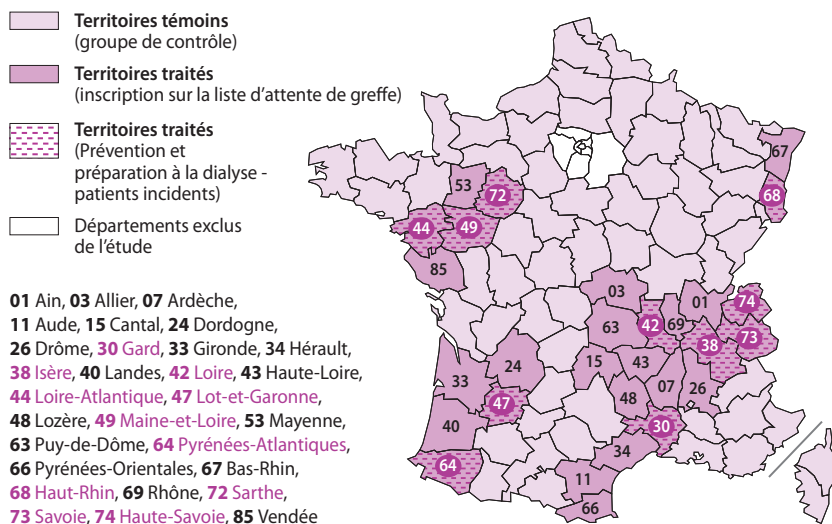 Territoires témoins
(groupe de contrôle)
Territoires traités
(inscription sur la liste d'attente de greffe)
Territoires traités
(Prévention et
préparation à la dialyse -
patients incidents)
Départements exclus
de l'étude
01 Ain, 03 Allier, 07 Ardèche,
11 Aude, 15 Cantal, 24 Dordogne,
26 Drôme, 30 Gard, 33 Gironde, 34 Hérault,
38 Isère, 40 Landes, 42 Loire, 43 Haute-Loire,
44 Loire-Atlantique, 47 Lot-et-Garonne,
48 Lozère, 49 Maine-et-Loire, 53 Mayenne,
63 Puy-de-Dôme, 64 Pyrénées-Atlantiques,
66 Pyrénées-Orientales, 67 Bas-Rhin,
68 Haut-Rhin, 69 Rhône, 72 Sarthe,
73 Savoie, 74 Haute-Savoie, 85 Vendée
67
53
72
68
44
49
85
03
01
74
63
42
69
38
73
24
15
43
33
07
26
48
47
40
30
34
64
11
66